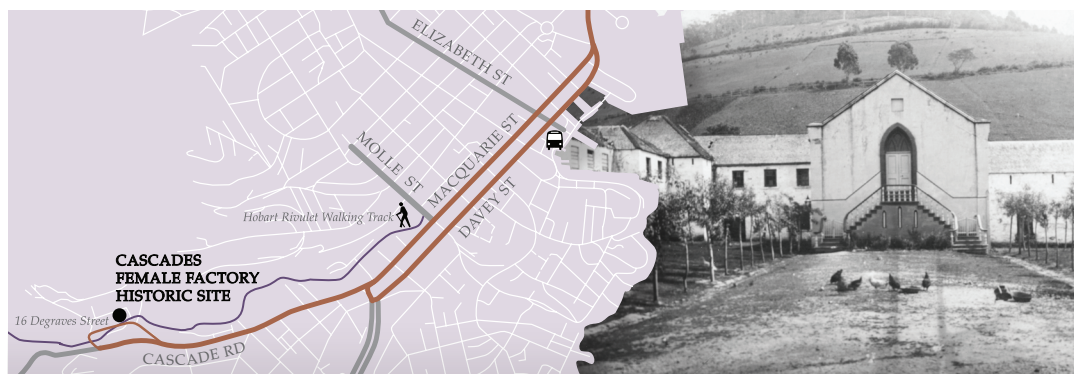 ELIZABETH ST
MOLLE ST
MACQUARIE ST
DAVEY ST
Hobart Rivulet Walking Track
CASCADES
FEMALE FACTORY
HISTORIC SITE
16 Degraves Street
CASCADE RD